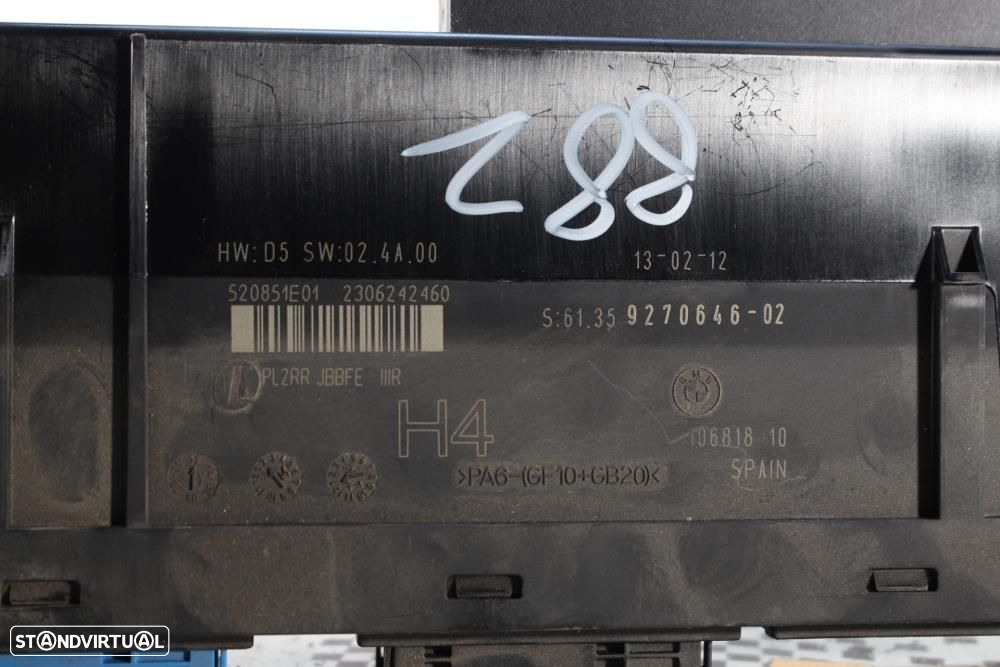 288
HW: D5 SW:02.4A.00
13-02-12
520851E01 2306242460
S:61.35 9270646-02
PL2RR JBBFE IIIR
BMW
H4
106818 10
SPAIN
>PA6-(GF10+GB20)<
STANDVIRTUAL